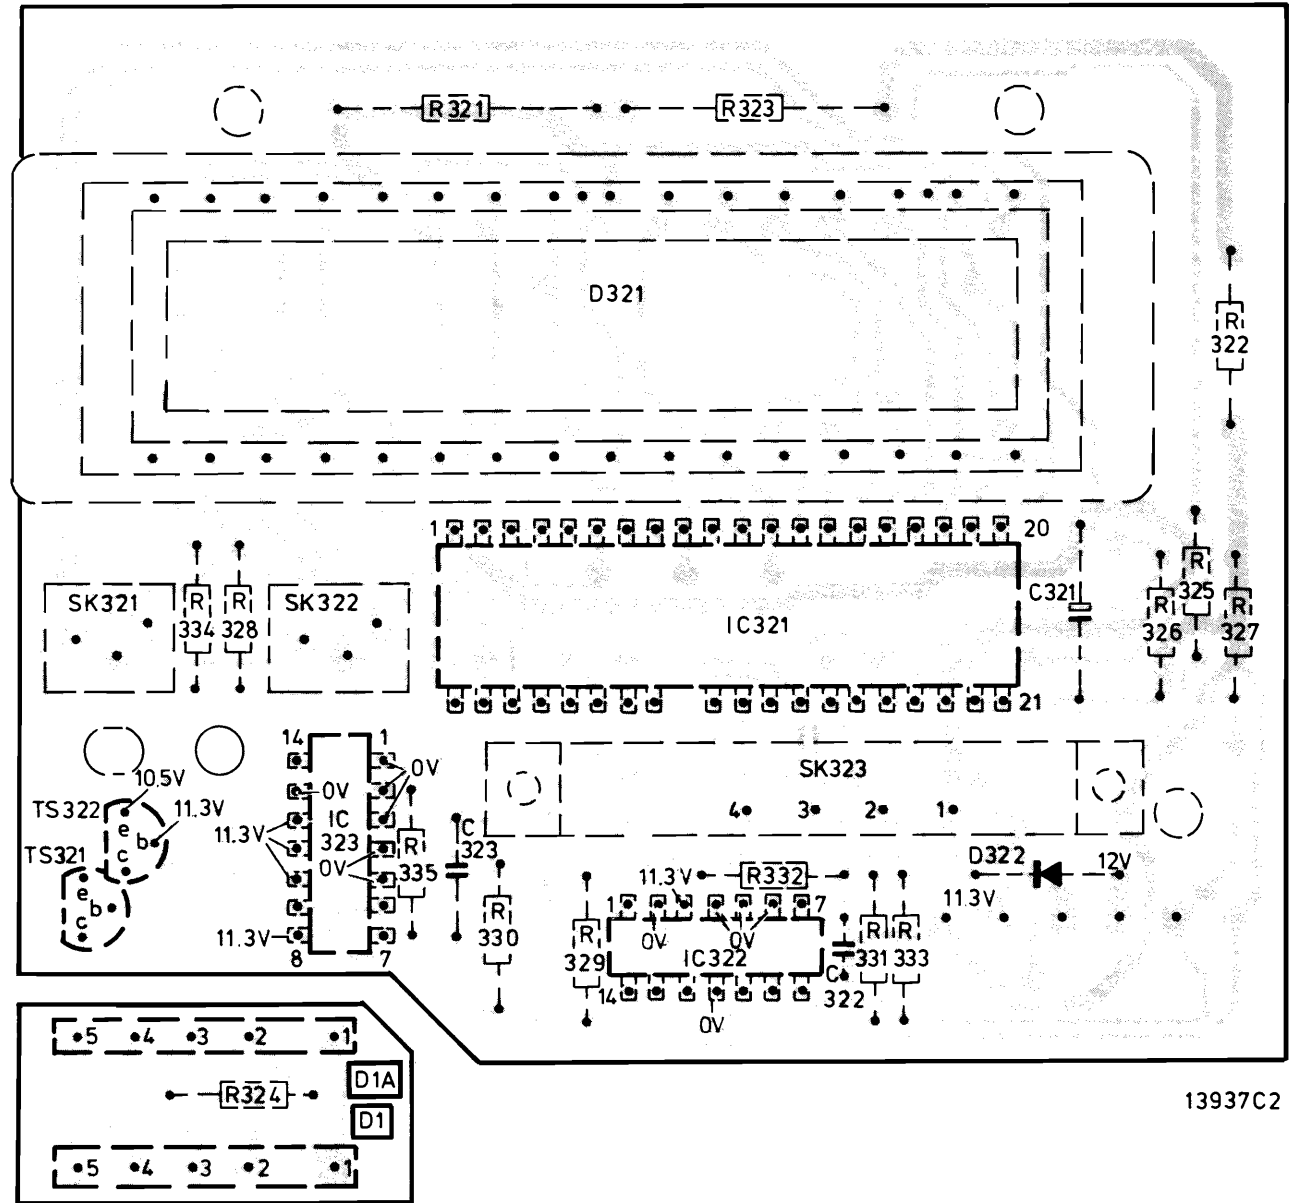 R321
R323
D321
R
322
1
20
SK321
R
334
R
328
SK322
IC321
C321
R
326
R
325
R
327
21
14
1
0V
0V
10.5V
TS322
11.3V
e
b
c
11.3V
IC
323
0V
R
335
C
323
TS321
e
b
c
11.3V
8
7
SK323
4
3
2
1
D322
12V
11.3V
R332
11.3V
1
7
R
330
R
329
0V
0V
IC322
14
0V
C
322
R
331
R
333
5 4 3 2 1
D1A
R324
D1
5 4 3 2 1
13937C2